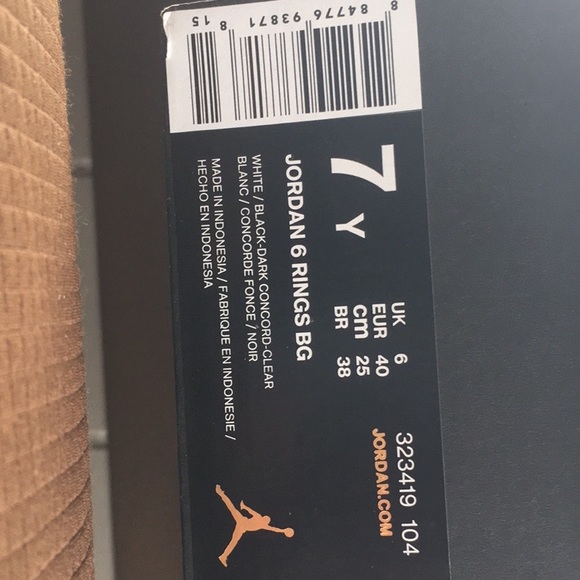 8 84776 93871 8 15
7 Y
UK 6
EUR 40
cm 25
BR 38
323419 104
JORDAN.COM
JORDAN 6 RINGS BG
WHITE / BLACK-DARK CONCORD-CLEAR
BLANC / CONCORDE FONCE / NOIR
MADE IN INDONESIA / FABRIQUE EN INDONESIE /
HECHO EN INDONESIA